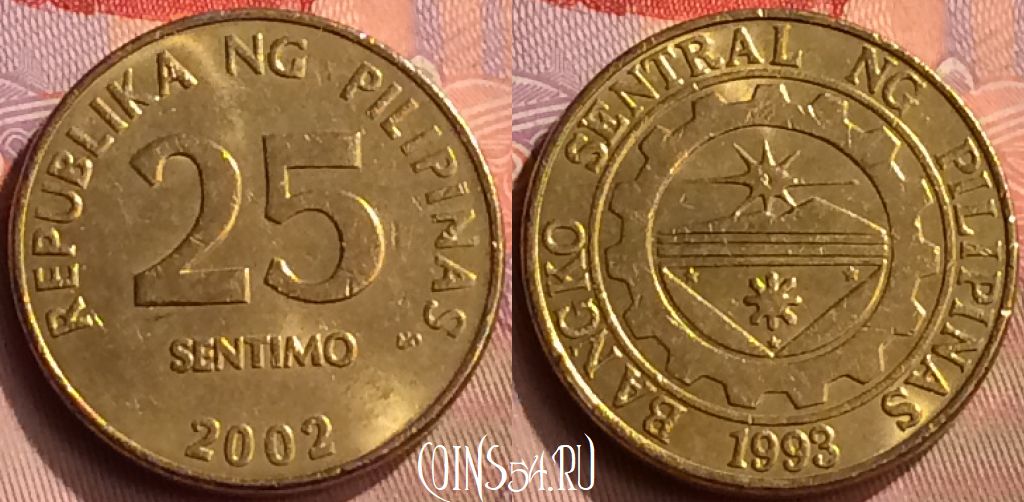 REPUBLIKA NG PILIPINAS
25
SENTIMO
2002
BANGKO SENTRAL NG PILIPINAS
1993
COINS54.RU